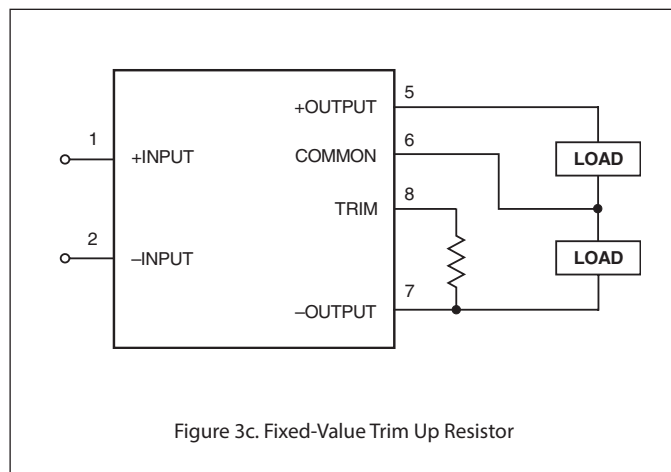 5
+OUTPUT
1
6
+INPUT
COMMON
LOAD
8
TRIM
2
LOAD
–INPUT
7
–OUTPUT
Figure 3c. Fixed-Value Trim Up Resistor